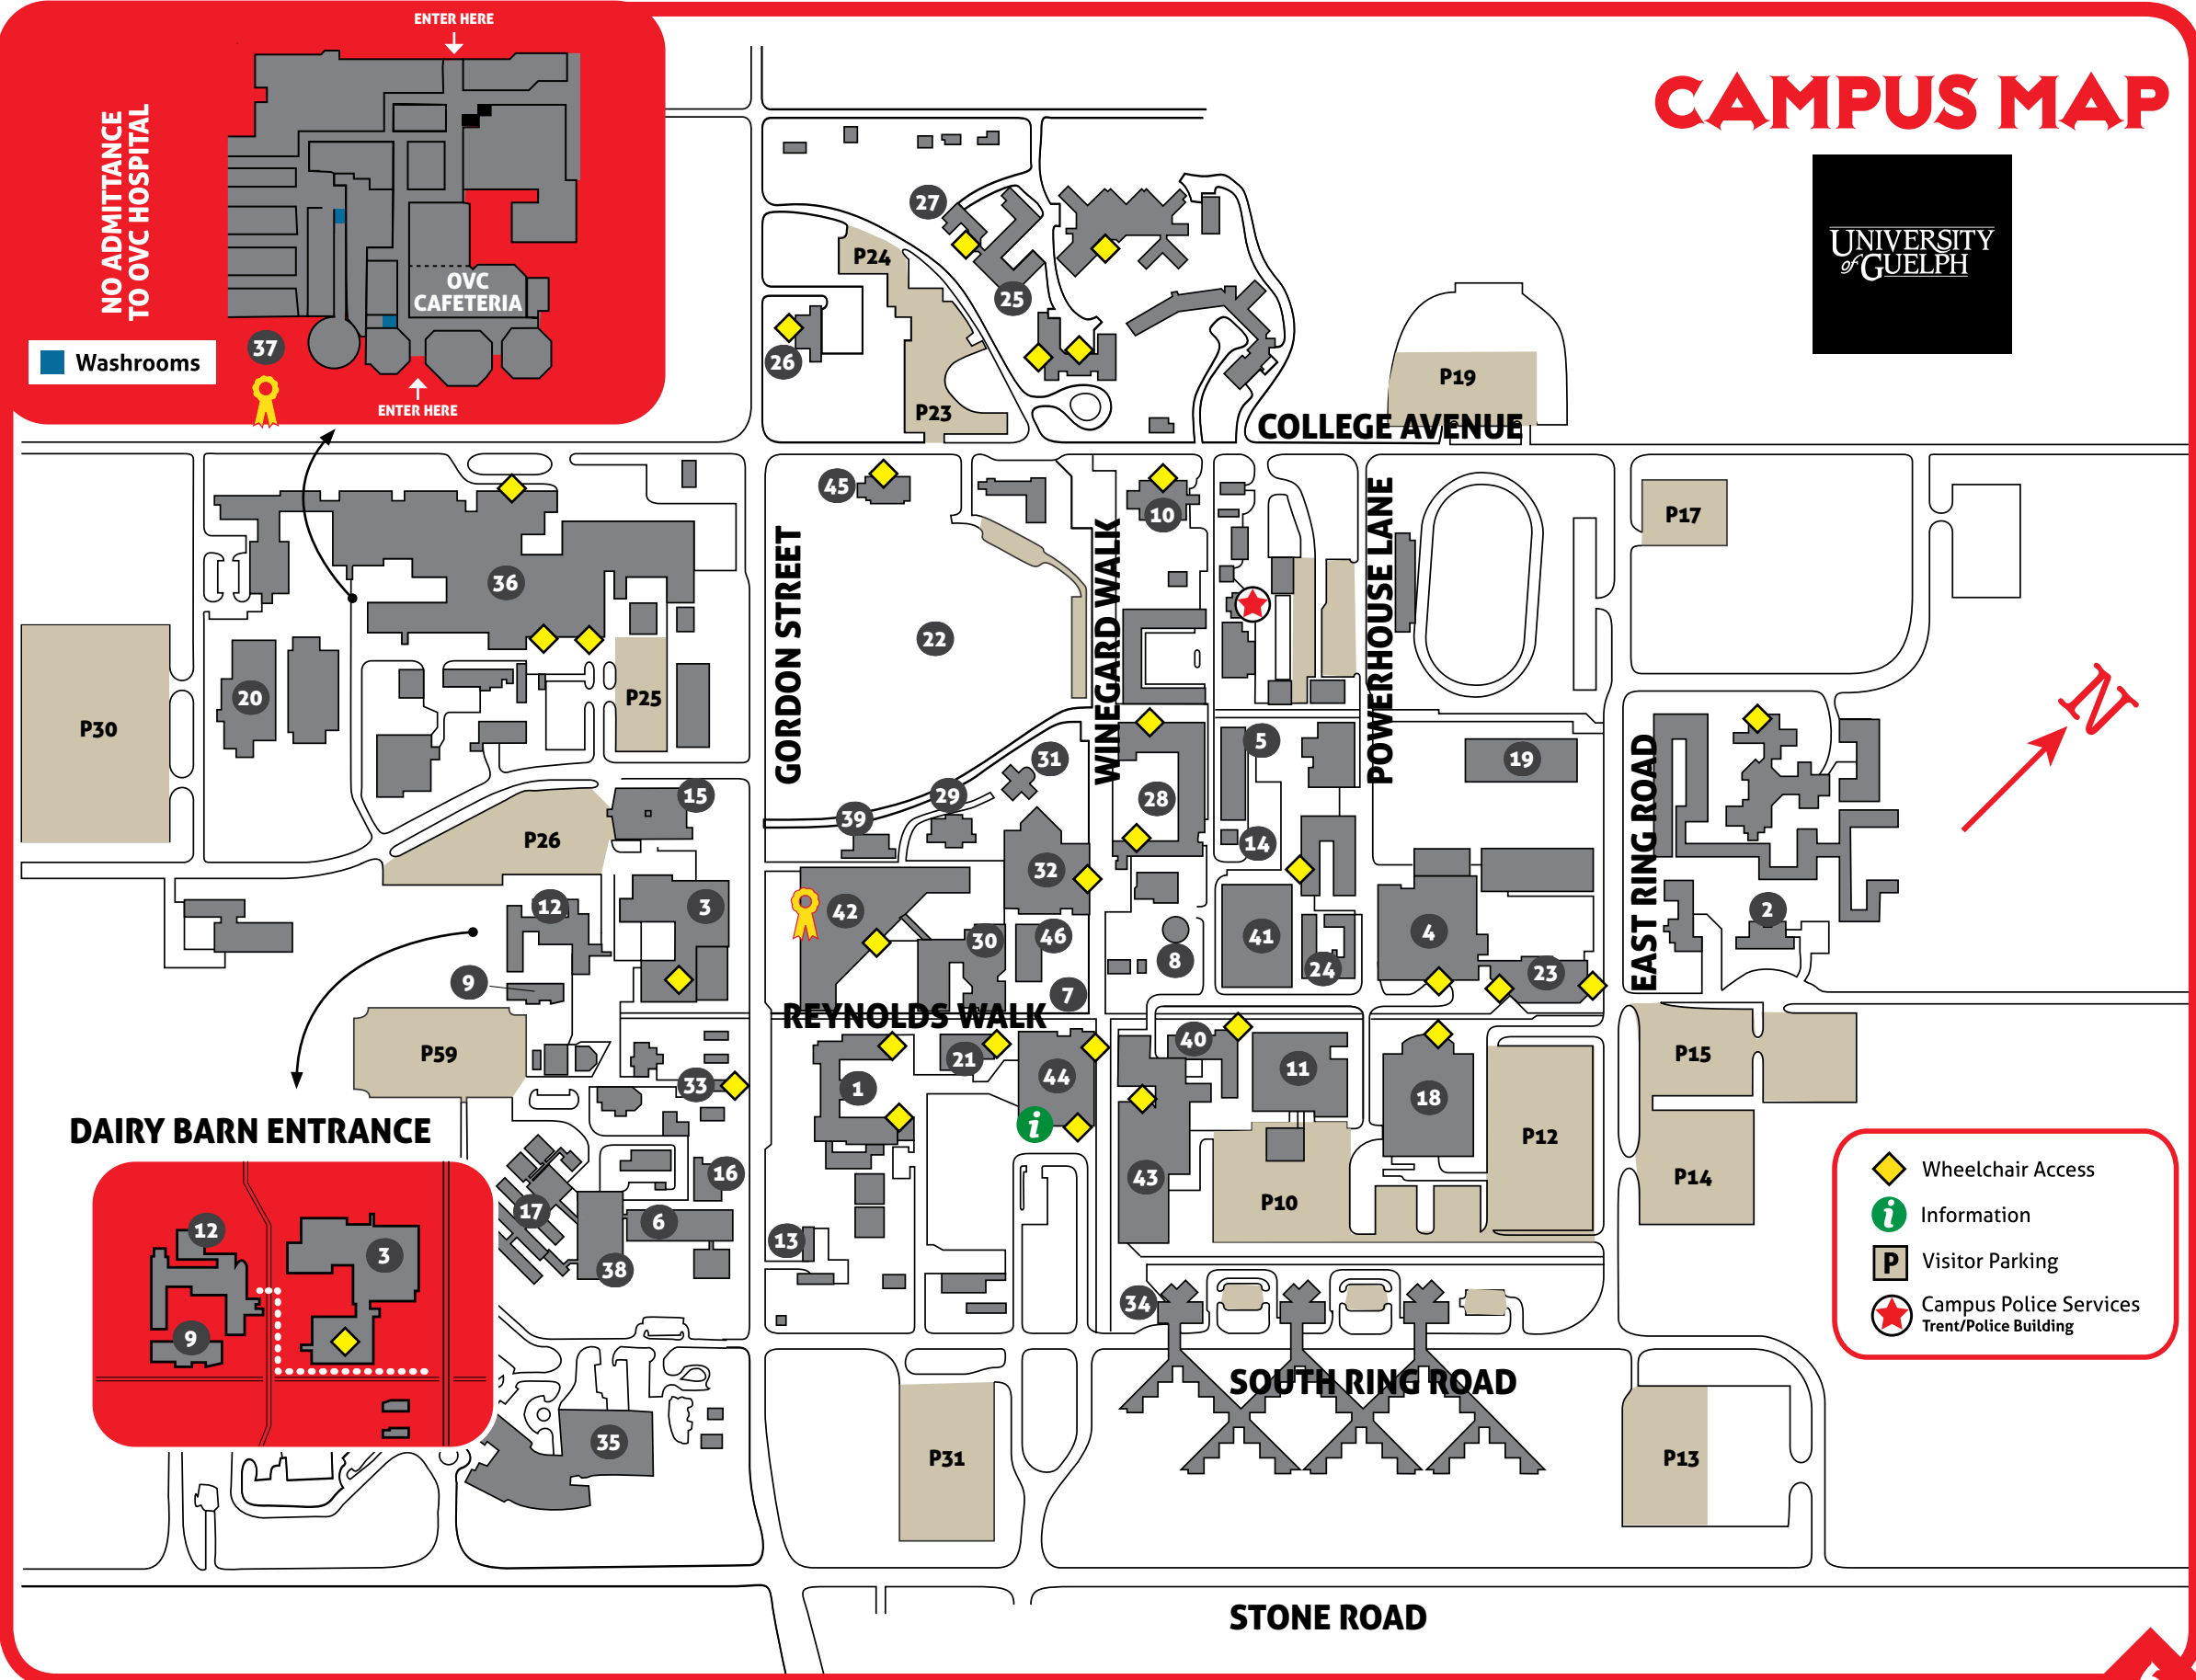 ENTER HERE
NO ADMITTANCE
TO OVC HOSPITAL
OVC
CAFETERIA
37
Washrooms
ENTER HERE
CAMPUS MAP
UNIVERSITY
of GUELPH
27
P24
25
26
P23
P19
COLLEGE AVENUE
45
10
P17
36
GORDON STREET
WINEGARD WALK
POWERHOUSE LANE
22
20
P25
P30
N
5
31
19
EAST RING ROAD
15
29
28
39
P26
14
32
12
3
42
2
30
46
41
4
9
8
24
23
7
REYNOLDS WALK
P59
40
P15
21
33
1
44
11
18
i
DAIRY BARN ENTRANCE
P12
16
43
P14
17
6
P10
13
38
12
3
9
34
Wheelchair Access
i Information
P Visitor Parking
Campus Police Services
Trent/Police Building
SOUTH RING ROAD
35
P31
P13
STONE ROAD